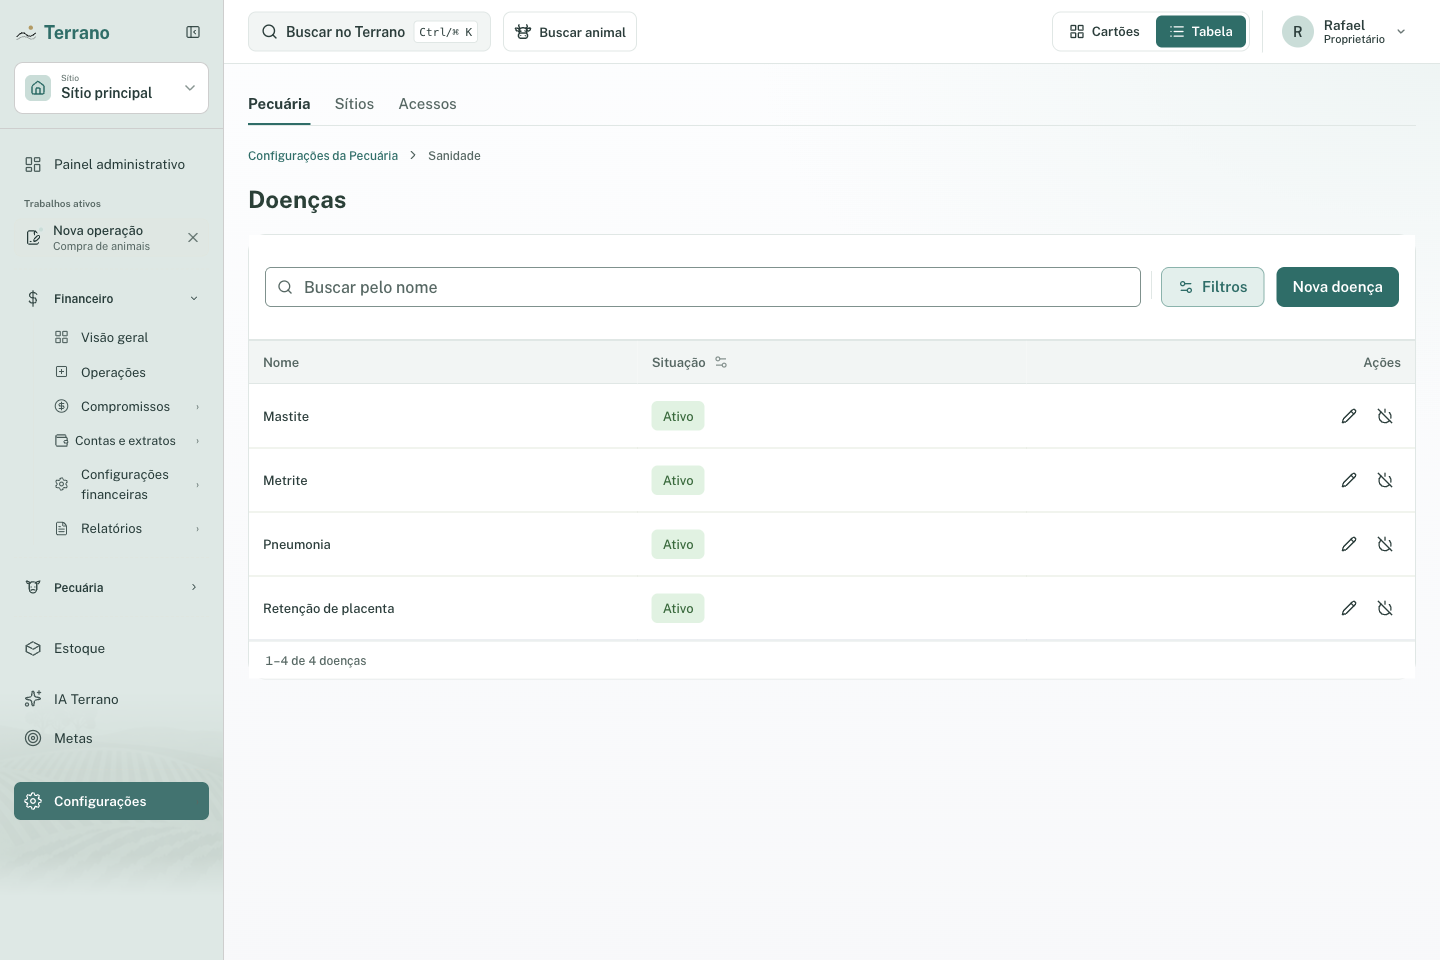 Terrano
Sítio
Sítio principal
Painel administrativo
Trabalhos ativos
Nova operação
Compra de animais
Financeiro
Visão geral
Operações
Compromissos
Contas e extratos
Configurações
financeiras
Relatórios
Pecuária
Estoque
IA Terrano
Metas
Configurações
Buscar no Terrano Ctrl/⌘ K
Buscar animal
Cartões
Tabela
R
Rafael
Proprietário
Pecuária Sítios Acessos
Configurações da Pecuária > Sanidade
Doenças
Buscar pelo nome
Filtros
Nova doença
Nome Situação Ações
Mastite Ativo
Metrite Ativo
Pneumonia Ativo
Retenção de placenta Ativo
1–4 de 4 doenças